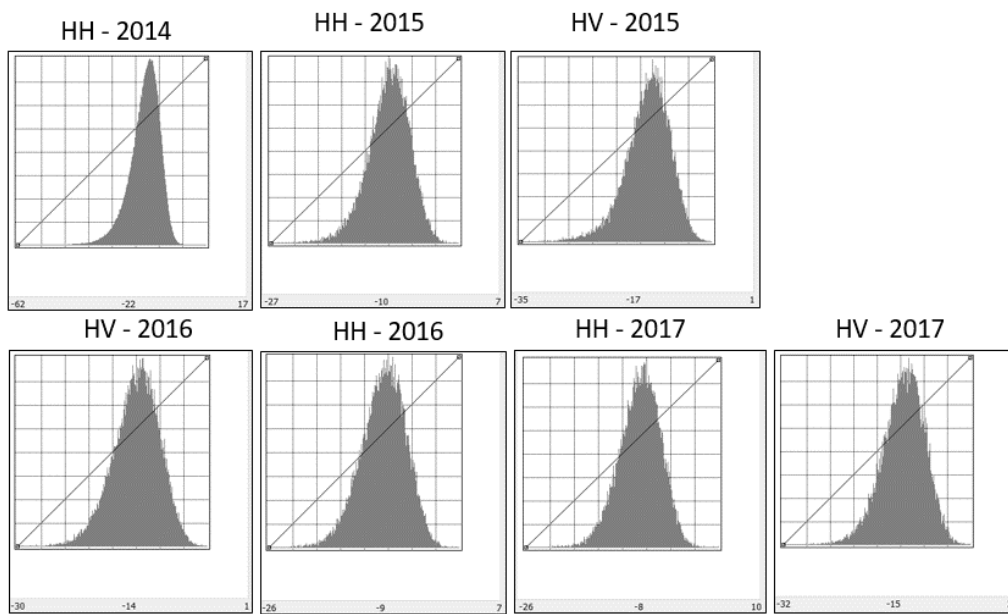 HH - 2014
HH - 2015
HV - 2015
-62 -22 17
-27 -10 7
-35 -17 1
HV - 2016
HH - 2016
HH - 2017
HV - 2017
-30 -14 1
-26 -9 7
-26 -8 10
-32 -15